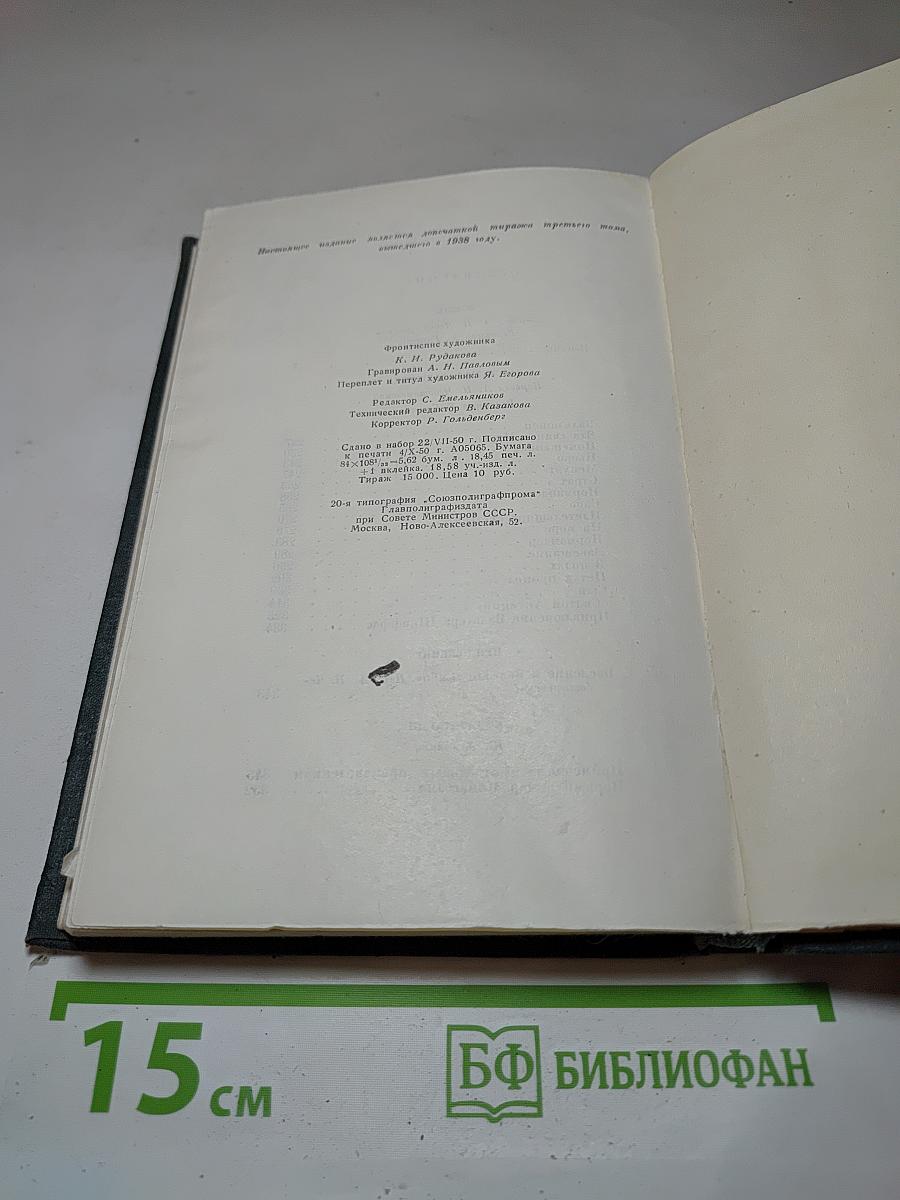 Настоящее издание является допечаткой тиража третьего тома,
вышедшего в 1938 году.
Фронтиспис художника
К. И. Рудакова
Гравирован А. Н. Павловым
Переплет и титул художника Я. Егорова
Редактор С. Емельяников
Технический редактор В. Казакова
Корректор Р. Гольденберг
Сдано в набор 22/VII-50 г. Подписано
к печати 4/X-50 г. А05065. Бумага
84×108¹/₃₂=5,62 бум. л. 18,45 печ. л.
+1 вклейка. 18,58 уч.-изд. л.
Тираж 15 000. Цена 10 руб.
20-я типография „Союзполиграфпрома"
Главполиграфиздата
при Совете Министров СССР.
Москва, Ново-Алексеевская, 52.
15 см
БФ БИБЛИОФАН